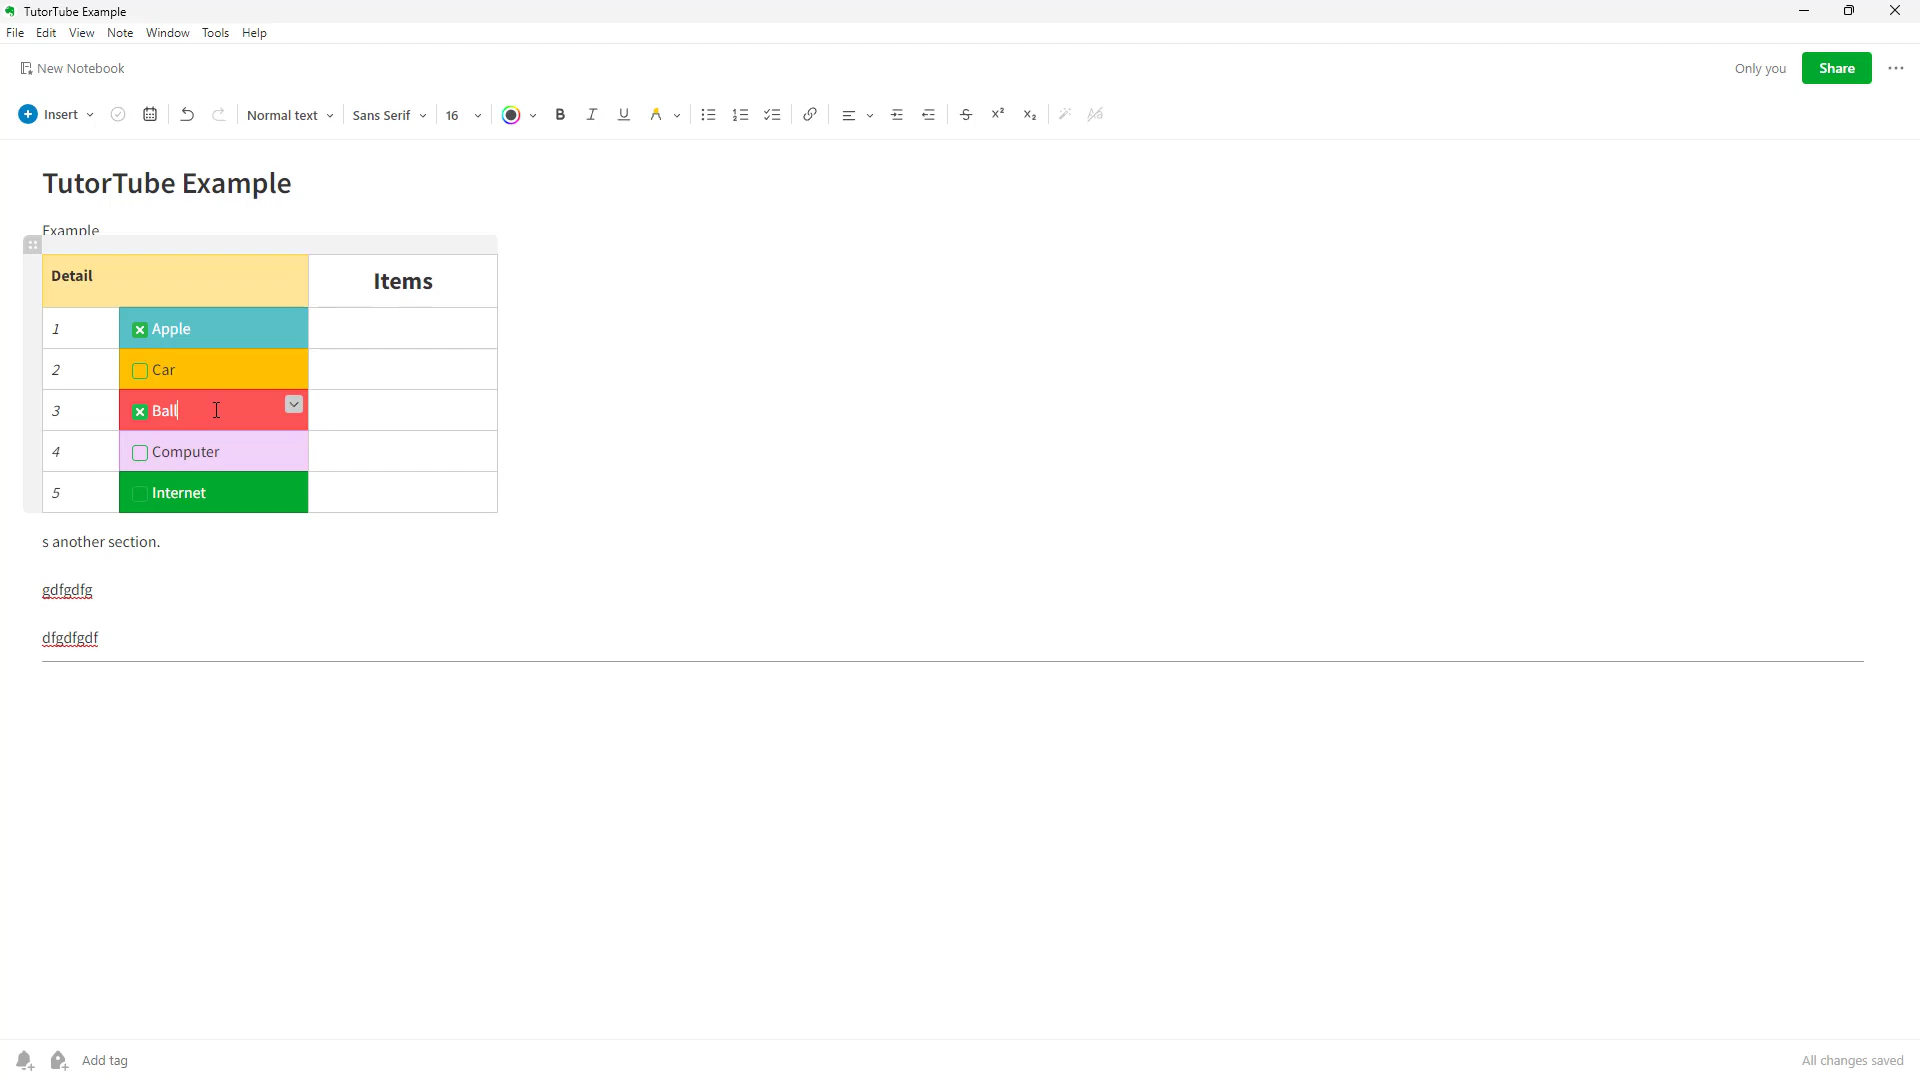 TutorTube Example
File Edit View Note Window Tools Help
New Notebook
Only you
Share
Insert
Normal text
Sans Serif
16
TutorTube Example
Example
Detail Items
1 Apple
2 Car
3 Ball
4 Computer
5 Internet
s another section.
gdfgdfg
dfgdfgdf
Add tag
All changes saved